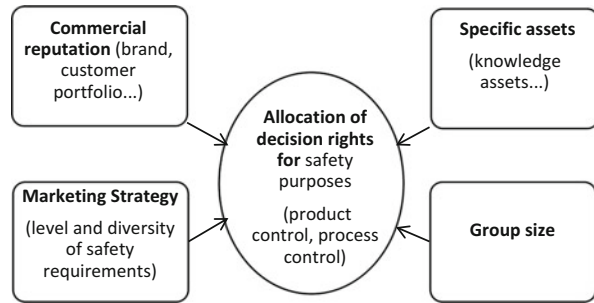 Commercial
reputation (brand,
customer
portfolio...)
Specific assets
(knowledge
assets...)
Allocation of
decision rights
for safety
purposes
(product
control, process
control)
Marketing Strategy
(level and diversity
of safety
requirements)
Group size